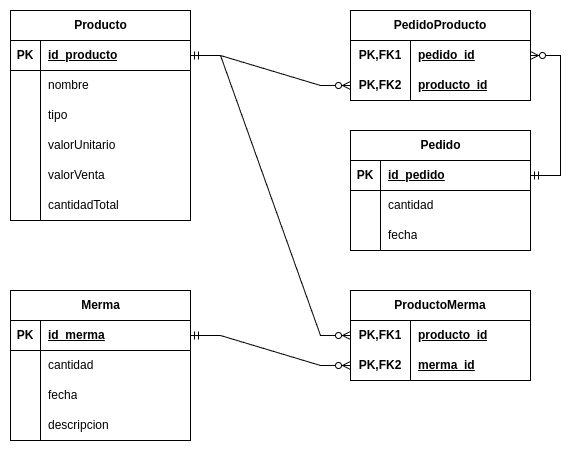 Producto
PK id_producto
nombre
tipo
valorUnitario
valorVenta
cantidadTotal
PedidoProducto
PK,FK1 pedido_id
PK,FK2 producto_id
Pedido
PK id_pedido
cantidad
fecha
Merma
PK id_merma
cantidad
fecha
descripcion
ProductoMerma
PK,FK1 producto_id
PK,FK2 merma_id